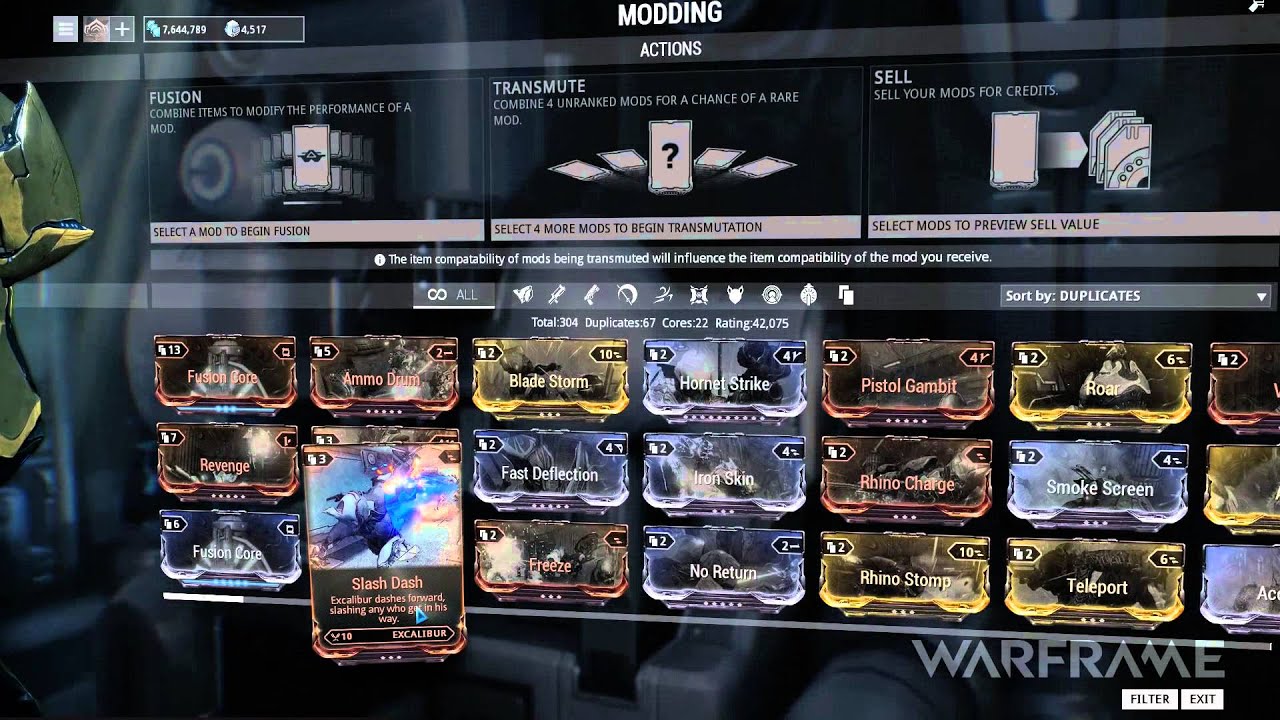 MODDING
7,644,789
4,517
ACTIONS
FUSION
COMBINE ITEMS TO MODIFY THE PERFORMANCE OF A
MOD.
SELECT A MOD TO BEGIN FUSION
TRANSMUTE
COMBINE 4 UNRANKED MODS FOR A CHANCE OF A RARE
MOD.
?
SELECT 4 MORE MODS TO BEGIN TRANSMUTATION
SELL
SELL YOUR MODS FOR CREDITS.
SELECT MODS TO PREVIEW SELL VALUE
The item compatability of mods being transmuted will influence the item compatibility of the mod you receive.
ALL
Sort by: DUPLICATES
Total:304 Duplicates:67 Cores:22 Rating:42,075
13
Fusion Core
5
2
Ammo Drum
2
10
Blade Storm
2
4
Hornet Strike
2
4
Pistol Gambit
2
6
Roar
2
7
1
Revenge
3
2
4
Fast Deflection
2
4
Iron Skin
2
Rhino Charge
2
4
Smoke Screen
6
Fusion Core
3
Slash Dash
Excalibur dashes forward,
slashing any who get in his
way.
10
EXCALIBUR
2
Freeze
2
2
No Return
2
10
Rhino Stomp
2
6
Teleport
Acc
WARFRAME
FILTER
EXIT